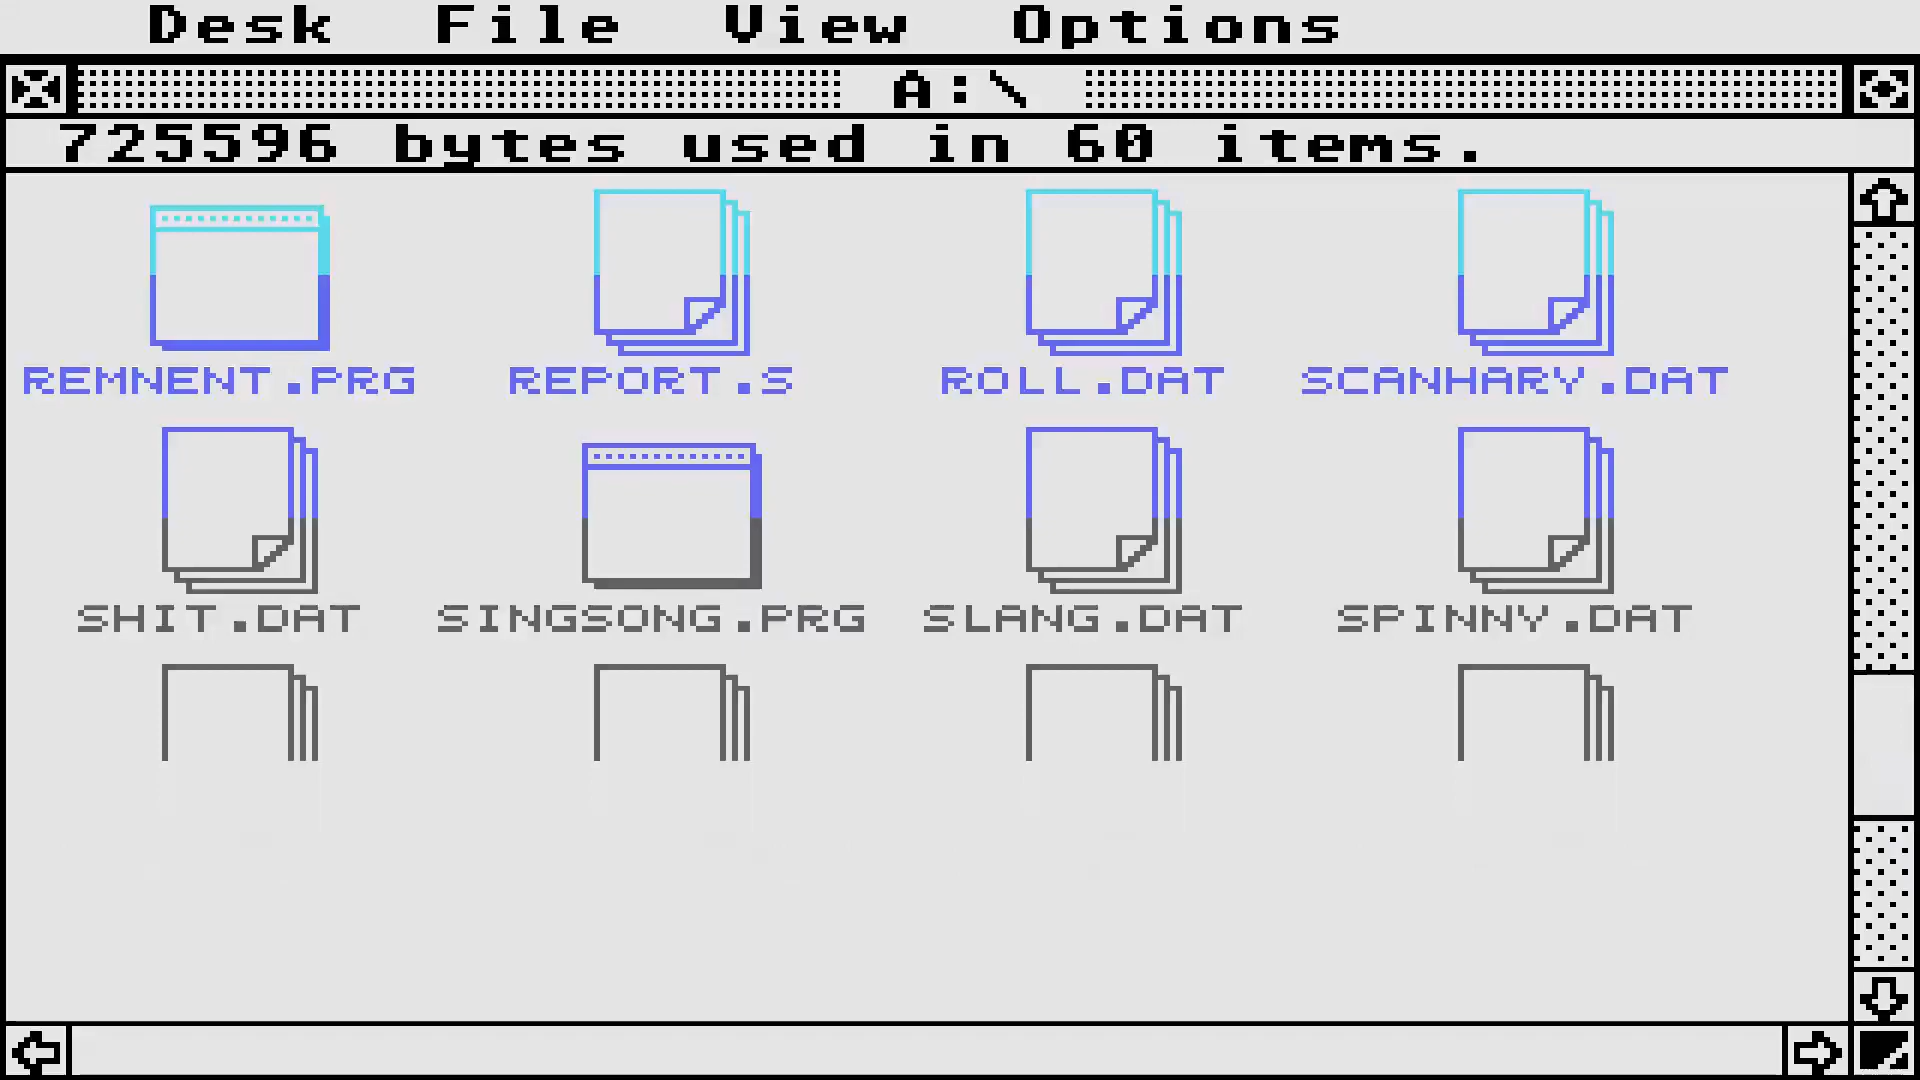 Desk File View Options
A:\
725596 bytes used in 60 items.
REMNENT.PRG REPORT.S ROLL.DAT SCANHARY.DAT
SHIT.DAT SINGSONG.PRG SLANG.DAT SPINNY.DAT